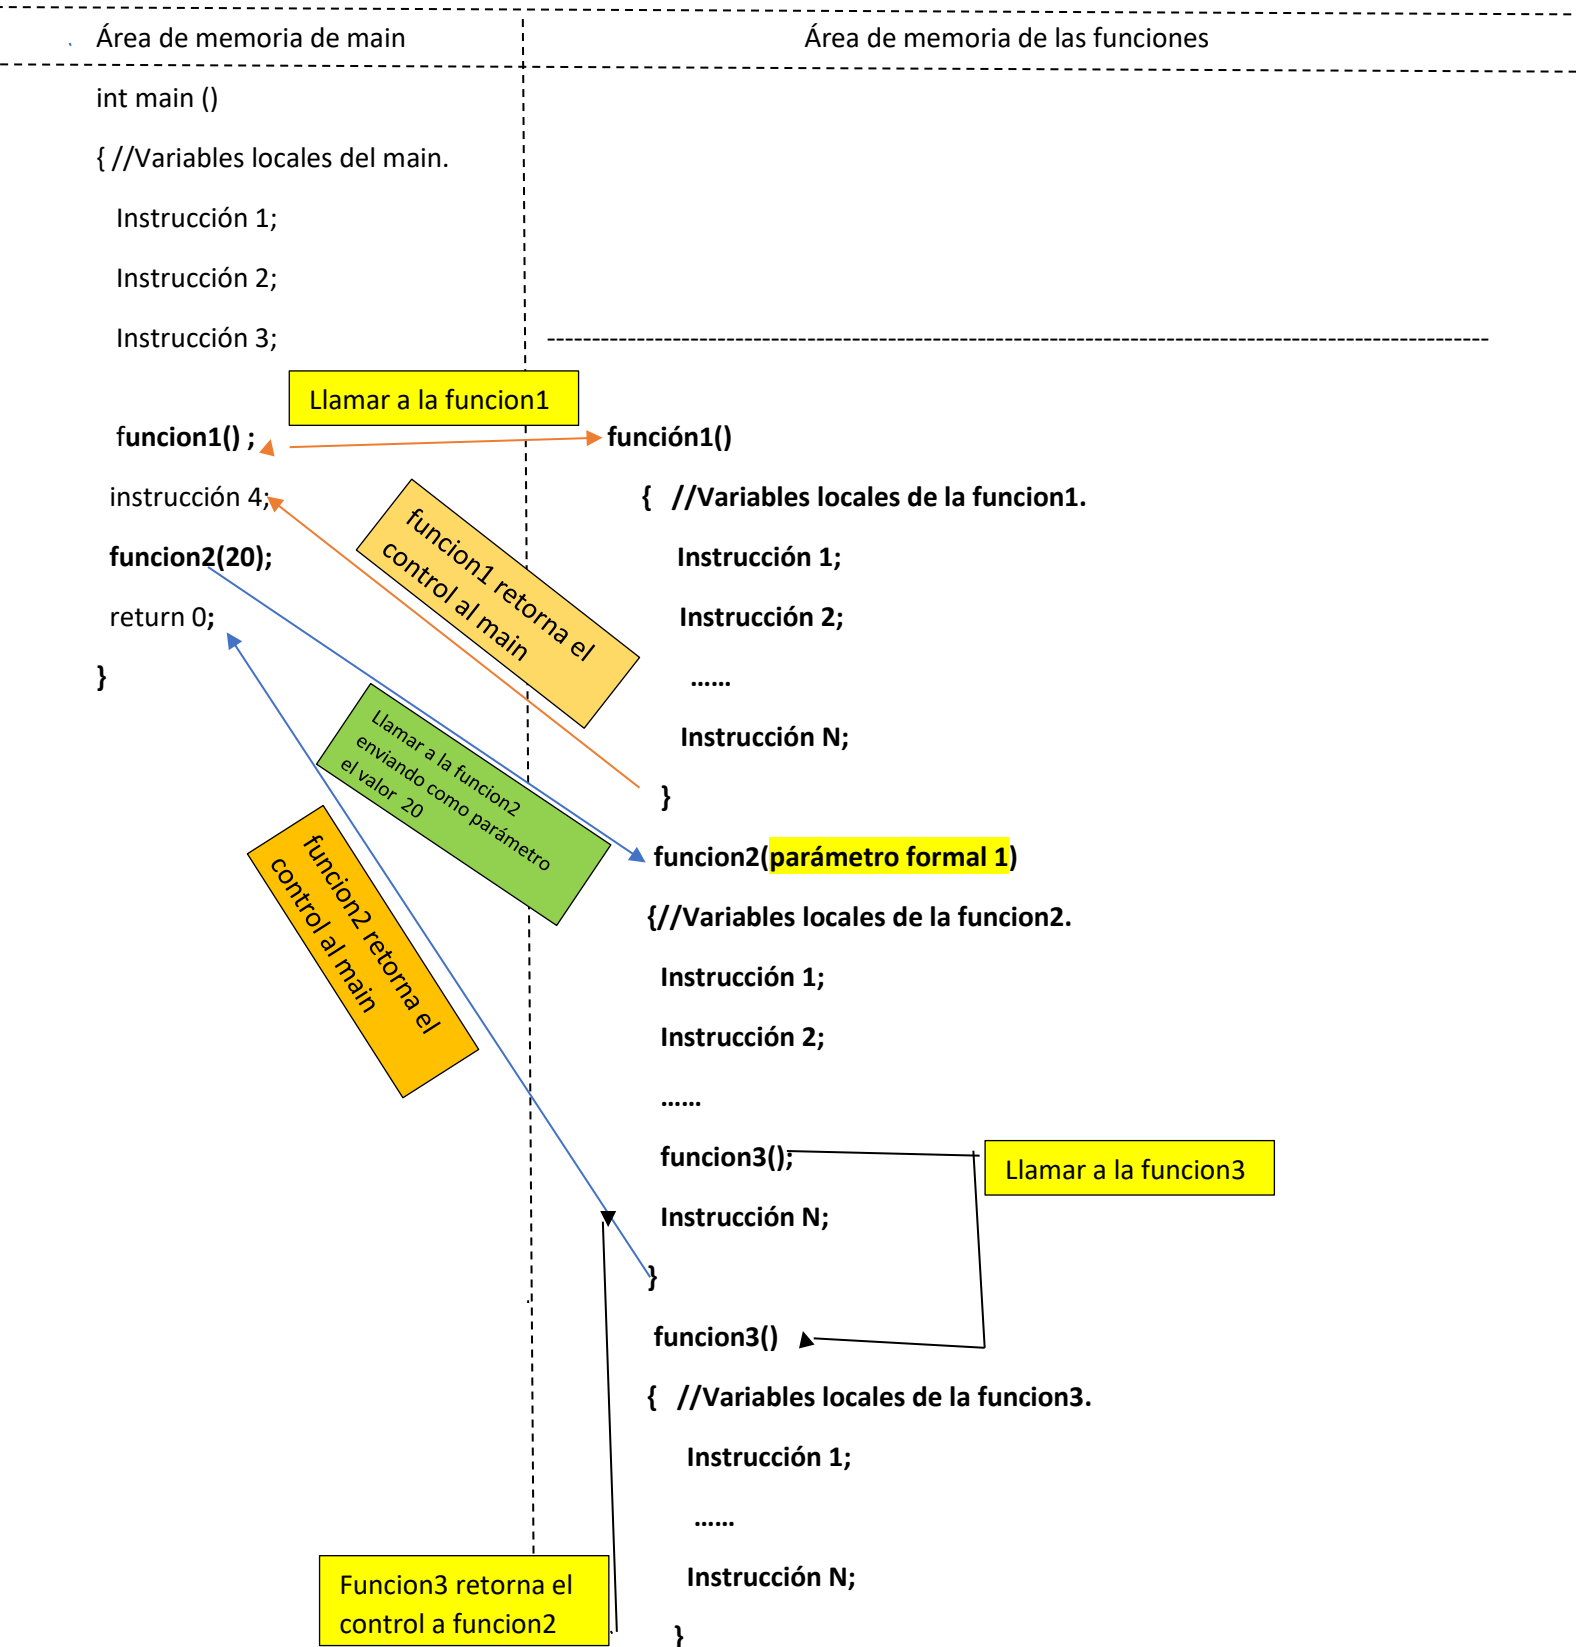 Área de memoria de main
Área de memoria de las funciones
int main ()
{ //Variables locales del main.
Instrucción 1;
Instrucción 2;
Instrucción 3;
--------------------------------------------------------------------------------------------------------
Llamar a la funcion1
funcion1() ;
función1()
instrucción 4;
{ //Variables locales de la funcion1.
funcion2(20);
Instrucción 1;
return 0;
Instrucción 2;
}
……
Instrucción N;
}
funcion1 retorna el
control al main
Llamar a la funcion2
enviando como parámetro
el valor 20
funcion2 retorna el
control al main
funcion2(parámetro formal 1)
{//Variables locales de la funcion2.
Instrucción 1;
Instrucción 2;
……
funcion3();
Llamar a la funcion3
Instrucción N;
}
funcion3()
{ //Variables locales de la funcion3.
Instrucción 1;
……
Instrucción N;
}
Funcion3 retorna el
control a funcion2